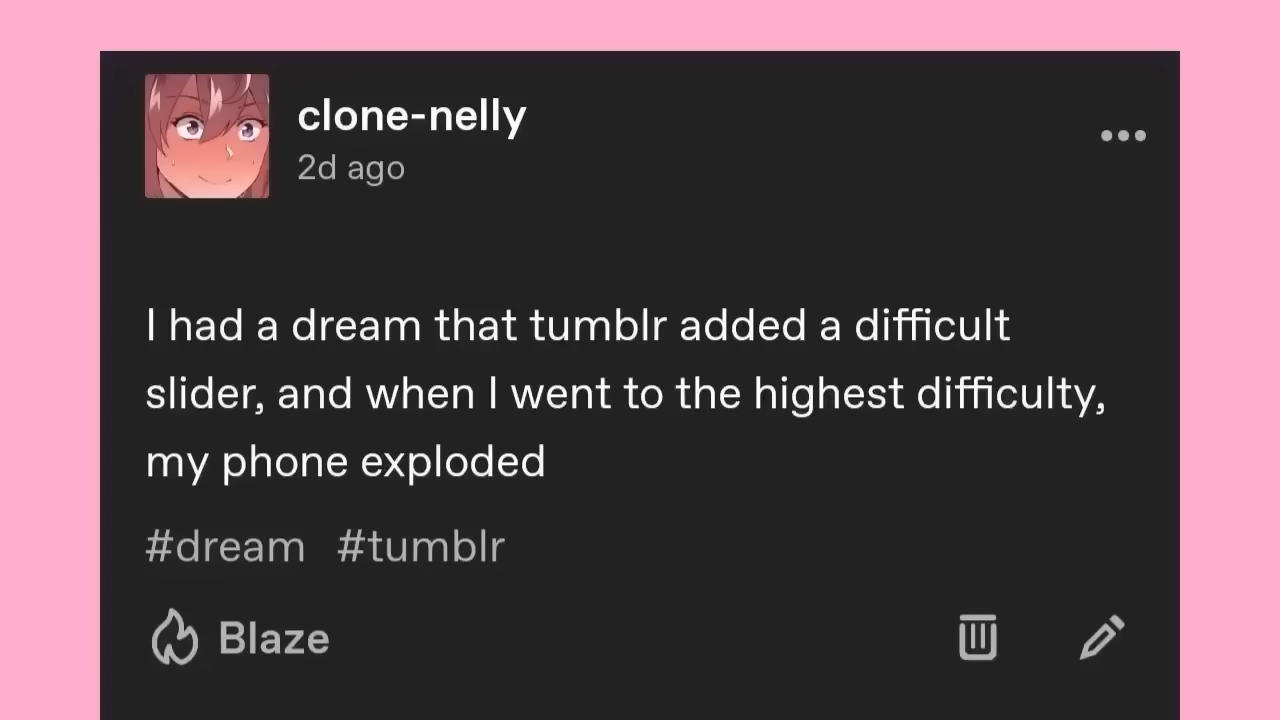 clone-nelly
2d ago
I had a dream that tumblr added a difficult
slider, and when I went to the highest difficulty,
my phone exploded
#dream #tumblr
Blaze